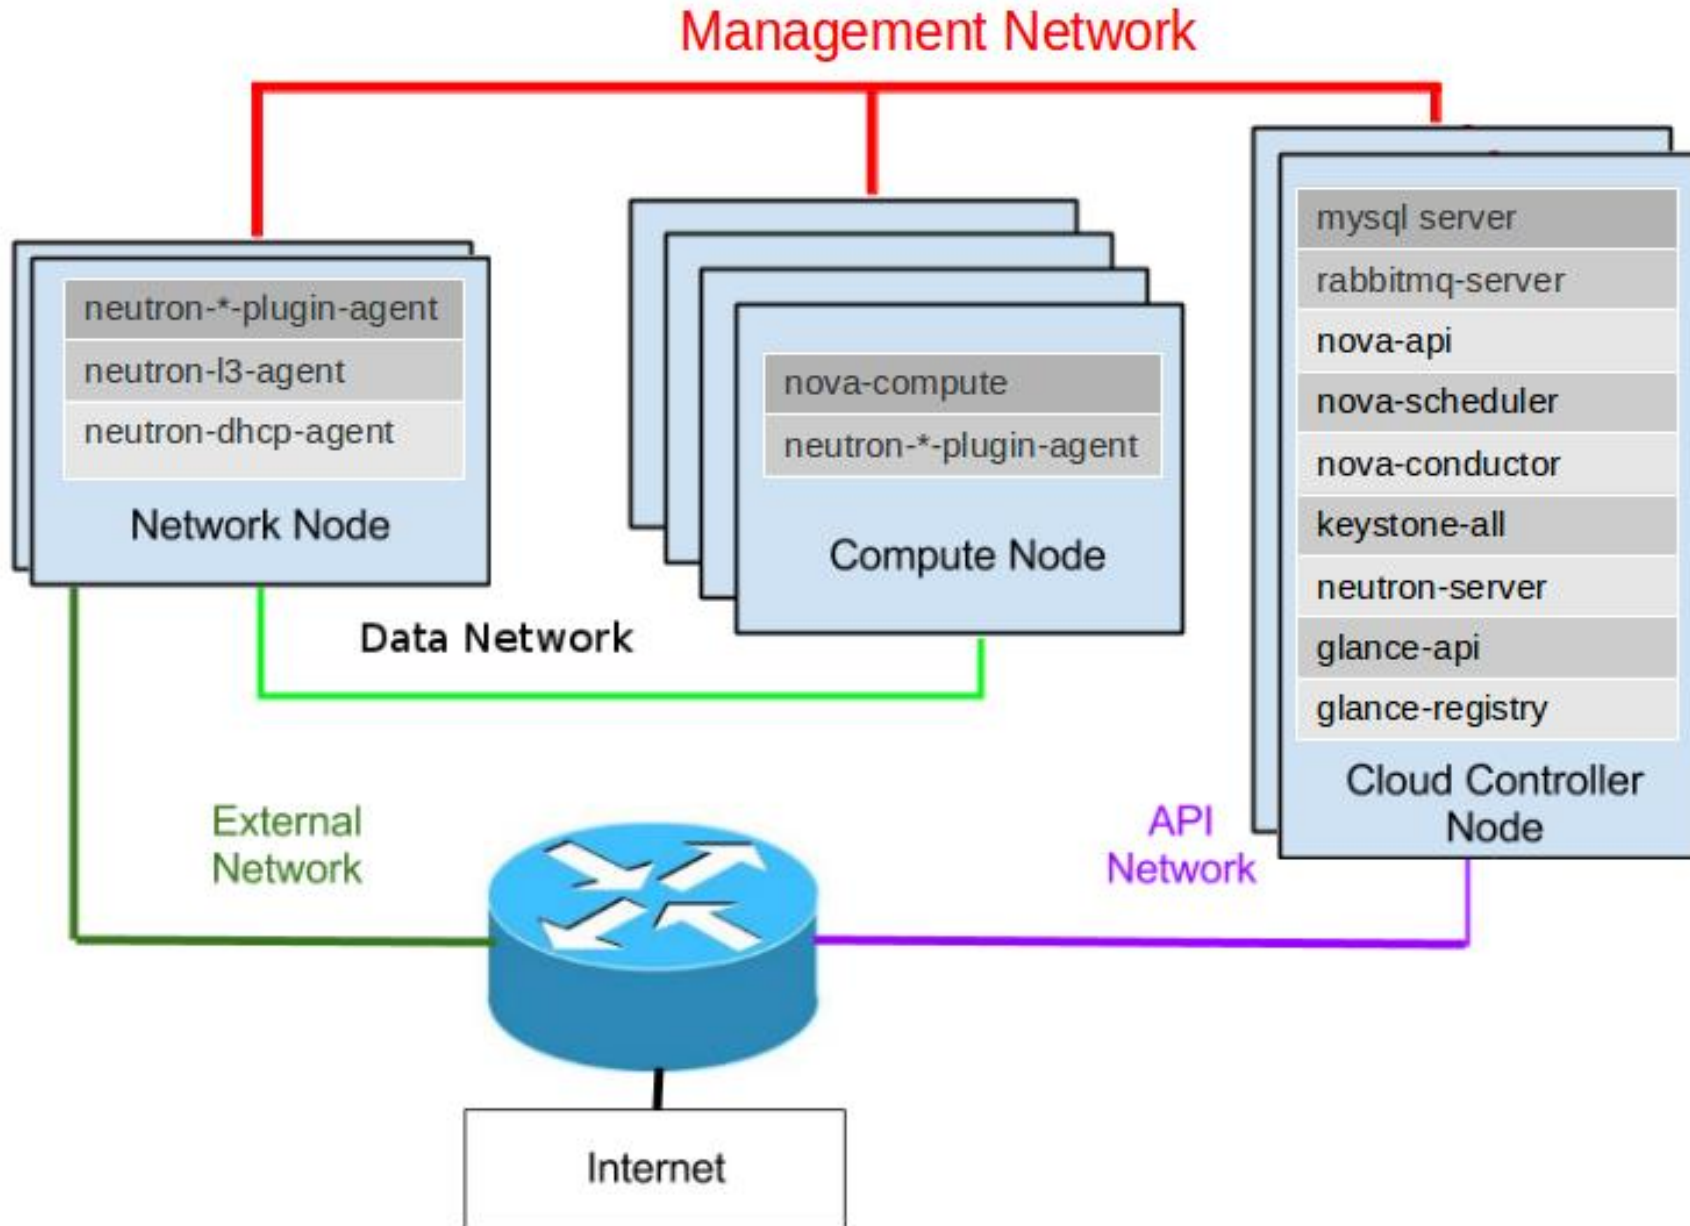 Management Network
neutron-*-plugin-agent
neutron-l3-agent
neutron-dhcp-agent
Network Node
nova-compute
neutron-*-plugin-agent
Compute Node
mysql server
rabbitmq-server
nova-api
nova-scheduler
nova-conductor
keystone-all
neutron-server
glance-api
glance-registry
Cloud Controller
Node
Data Network
External
Network
API
Network
Internet